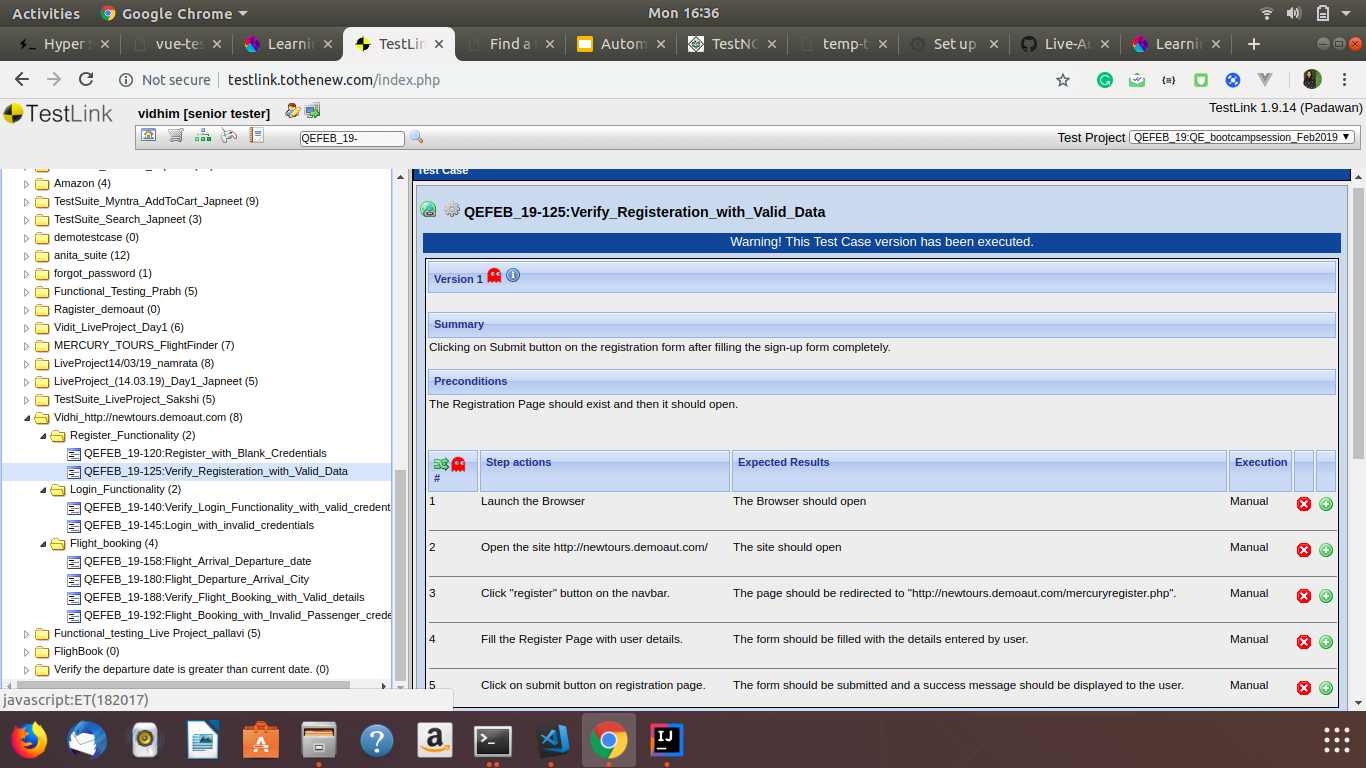 Activities
Google Chrome
Mon 16:36
Hyper
vue-te
Learnin
TestLin
Find a
Autom
TestNG
temp-t
Set up
Live-Au
Learnin
Not secure
testlink.tothenew.com/index.php
TestLink
vidhim [senior tester]
TestLink 1.9.14 (Padawan)
QEFEB_19-
Test Project
QEFEB_19:QE_bootcampsession_Feb2019
Amazon (4)
TestSuite_Myntra_AddToCart_Japneet (9)
TestSuite_Search_Japneet (3)
demotestcase (0)
anita_suite (12)
forgot_password (1)
Functional_Testing_Prabh (5)
Ragister_demoaut (0)
Vidit_LiveProject_Day1 (6)
MERCURY_TOURS_FlightFinder (7)
LiveProject14/03/19_namrata (8)
LiveProject_(14.03.19)_Day1_Japneet (5)
TestSuite_LiveProject_Sakshi (5)
Vidhi_http://newtours.demoaut.com (8)
Register_Functionality (2)
QEFEB_19-120:Register_with_Blank_Credentials
QEFEB_19-125:Verify_Registeration_with_Valid_Data
Login_Functionality (2)
QEFEB_19-140:Verify_Login_Functionality_with_valid_credent
QEFEB_19-145:Login_with_invalid_credentials
Flight_booking (4)
QEFEB_19-158:Flight_Arrival_Departure_date
QEFEB_19-180:Flight_Departure_Arrival_City
QEFEB_19-188:Verify_Flight_Booking_with_Valid_details
QEFEB_19-192:Flight_Booking_with_Invalid_Passenger_crede
Functional_testing_Live Project_pallavi (5)
FlighBook (0)
Verify the departure date is greater than current date. (0)
javascript:ET(182017)
Test Case
QEFEB_19-125:Verify_Registeration_with_Valid_Data
Warning! This Test Case version has been executed.
Version 1
Summary
Clicking on Submit button on the registration form after filling the sign-up form completely.
Preconditions
The Registration Page should exist and then it should open.
# Step actions Expected Results Execution
1 Launch the Browser The Browser should open Manual
2 Open the site http://newtours.demoaut.com/ The site should open Manual
3 Click "register" button on the navbar. The page should be redirected to "http://newtours.demoaut.com/mercuryregister.php". Manual
4 Fill the Register Page with user details. The form should be filled with the details entered by user. Manual
5 Click on submit button on registration page. The form should be submitted and a success message should be displayed to the user. Manual